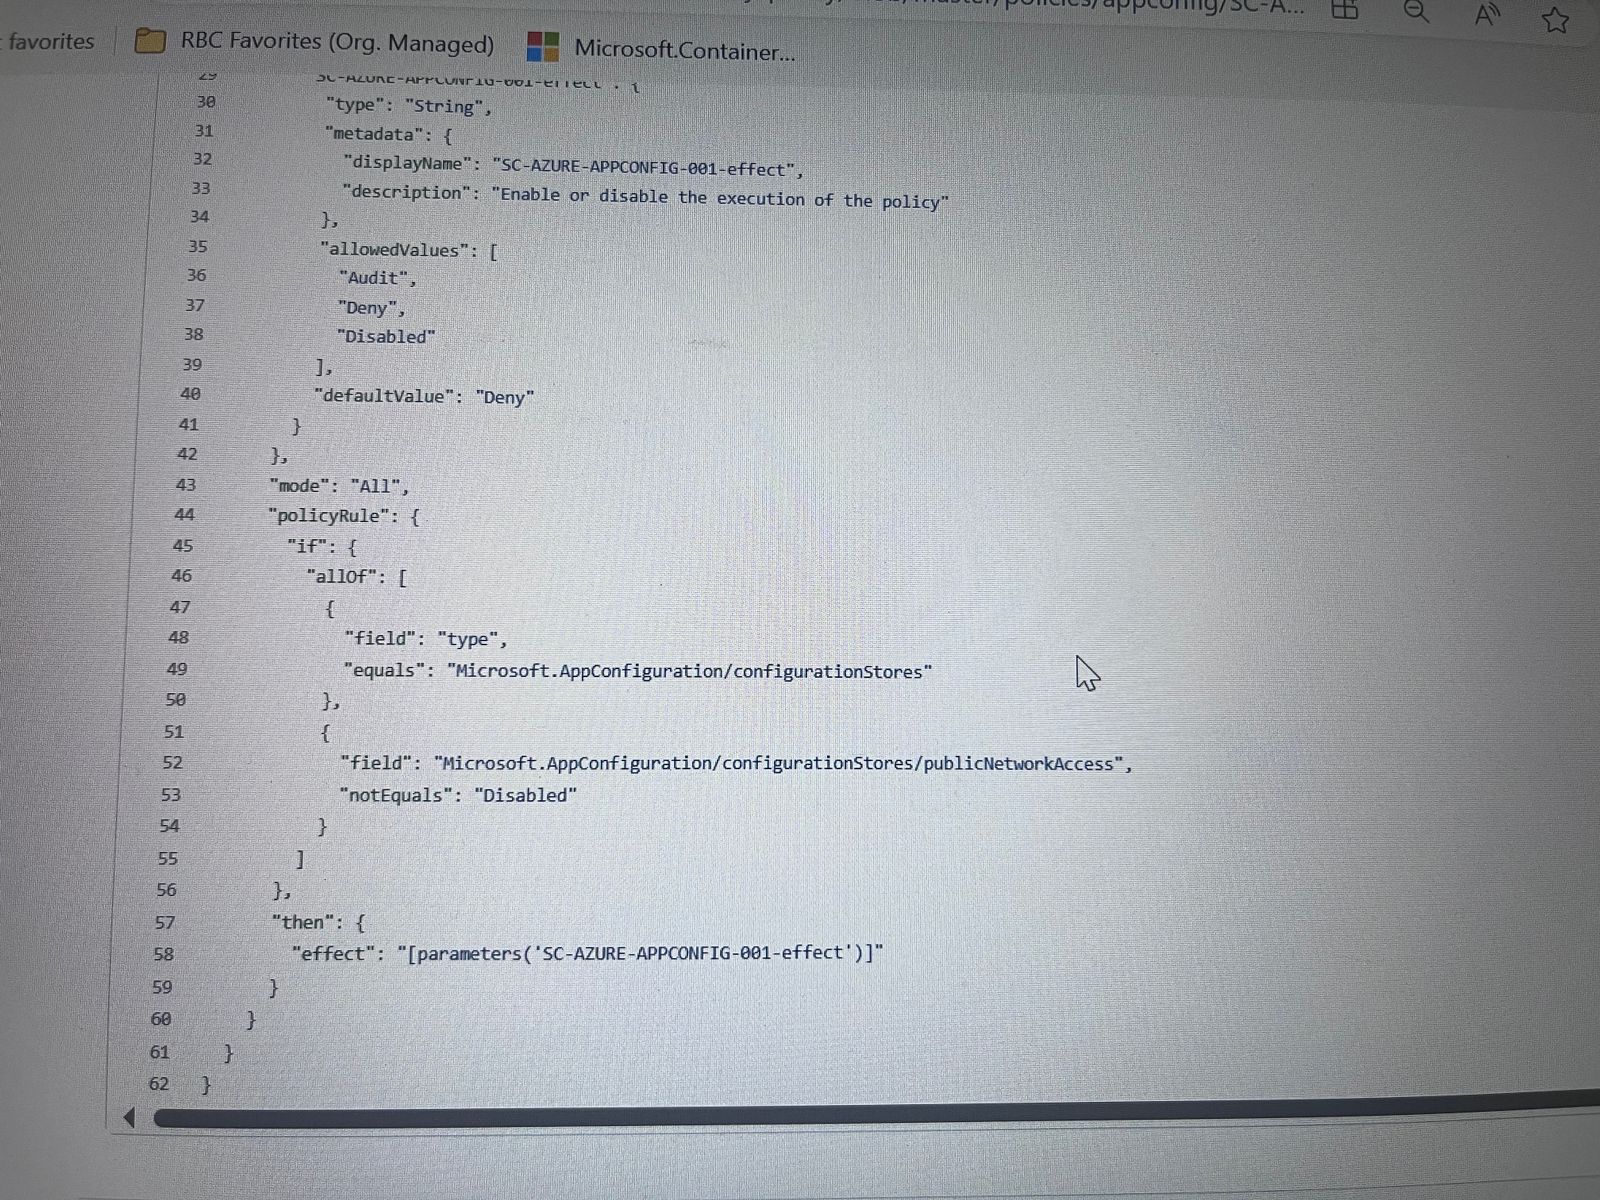 favorites
RBC Favorites (Org. Managed)
Microsoft.Container...
29 SC-AZURE-APPCONFIG-001-effect": {
30 "type": "String",
31 "metadata": {
32 "displayName": "SC-AZURE-APPCONFIG-001-effect",
33 "description": "Enable or disable the execution of the policy"
34 },
35 "allowedValues": [
36 "Audit",
37 "Deny",
38 "Disabled"
39 ],
40 "defaultValue": "Deny"
41 }
42 },
43 "mode": "All",
44 "policyRule": {
45 "if": {
46 "allOf": [
47 {
48 "field": "type",
49 "equals": "Microsoft.AppConfiguration/configurationStores"
50 },
51 {
52 "field": "Microsoft.AppConfiguration/configurationStores/publicNetworkAccess",
53 "notEquals": "Disabled"
54 }
55 ]
56 },
57 "then": {
58 "effect": "[parameters('SC-AZURE-APPCONFIG-001-effect')]"
59 }
60 }
61 }
62 }